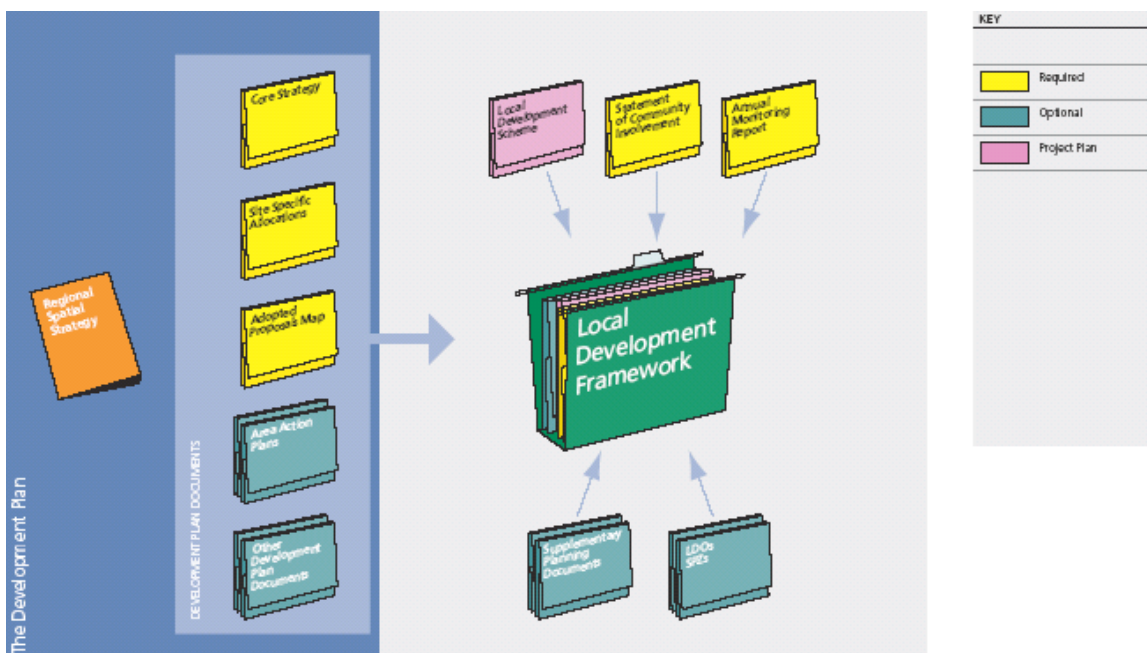 The Development Plan
Regional
Spatial
Strategy
DEVELOPMENT PLAN DOCUMENTS
Core Strategy
Site Specific
Allocations
Adopted
Proposals Map
Area Action
Plans
Other
Development
Plan
Documents
Local
Development
Scheme
Statement
of Community
Involvement
Annual
Monitoring
Report
Local
Development
Framework
Supplementary
Planning
Documents
LDOs
SPZs
KEY
Required
Optional
Project Plan